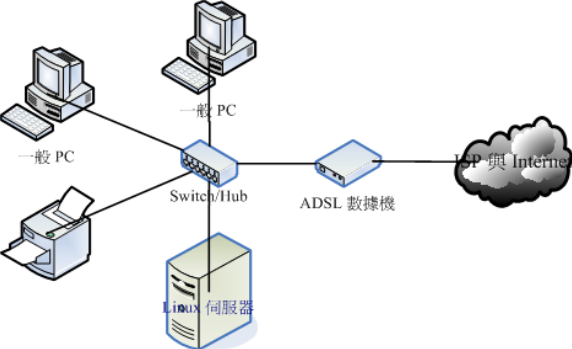 一般 PC
一般 PC
Switch/Hub
ADSL 數據機
ISP 與 Internet
Linux 伺服器